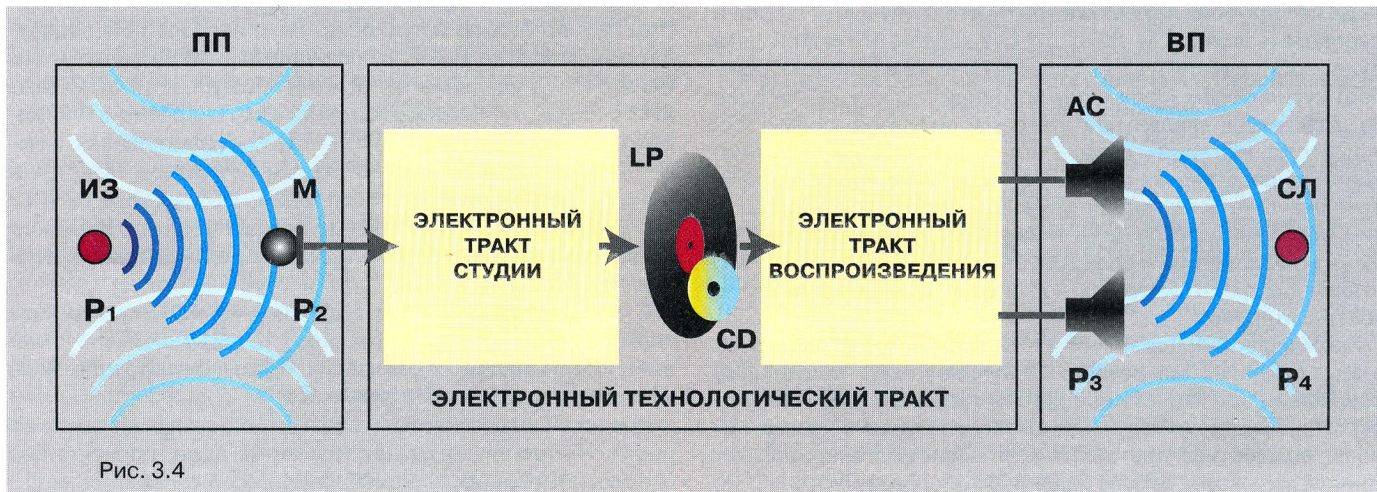 ПП
ВП
АС
LP
ИЗ
М
СЛ
ЭЛЕКТРОННЫЙ
ТРАКТ
СТУДИИ
ЭЛЕКТРОННЫЙ
ТРАКТ
ВОСПРОИЗВЕДЕНИЯ
P1
P2
CD
P3
P4
ЭЛЕКТРОННЫЙ ТЕХНОЛОГИЧЕСКИЙ ТРАКТ
Рис. 3.4